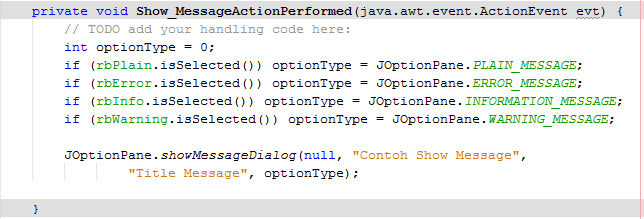 private void Show_MessageActionPerformed(java.awt.event.ActionEvent evt) {
// TODO add your handling code here:
int optionType = 0;
if (rbPlain.isSelected()) optionType = JOptionPane.PLAIN_MESSAGE;
if (rbError.isSelected()) optionType = JOptionPane.ERROR_MESSAGE;
if (rbInfo.isSelected()) optionType = JOptionPane.INFORMATION_MESSAGE;
if (rbWarning.isSelected()) optionType = JOptionPane.WARNING_MESSAGE;
JOptionPane.showMessageDialog(null, "Contoh Show Message",
"Title Message", optionType);
}